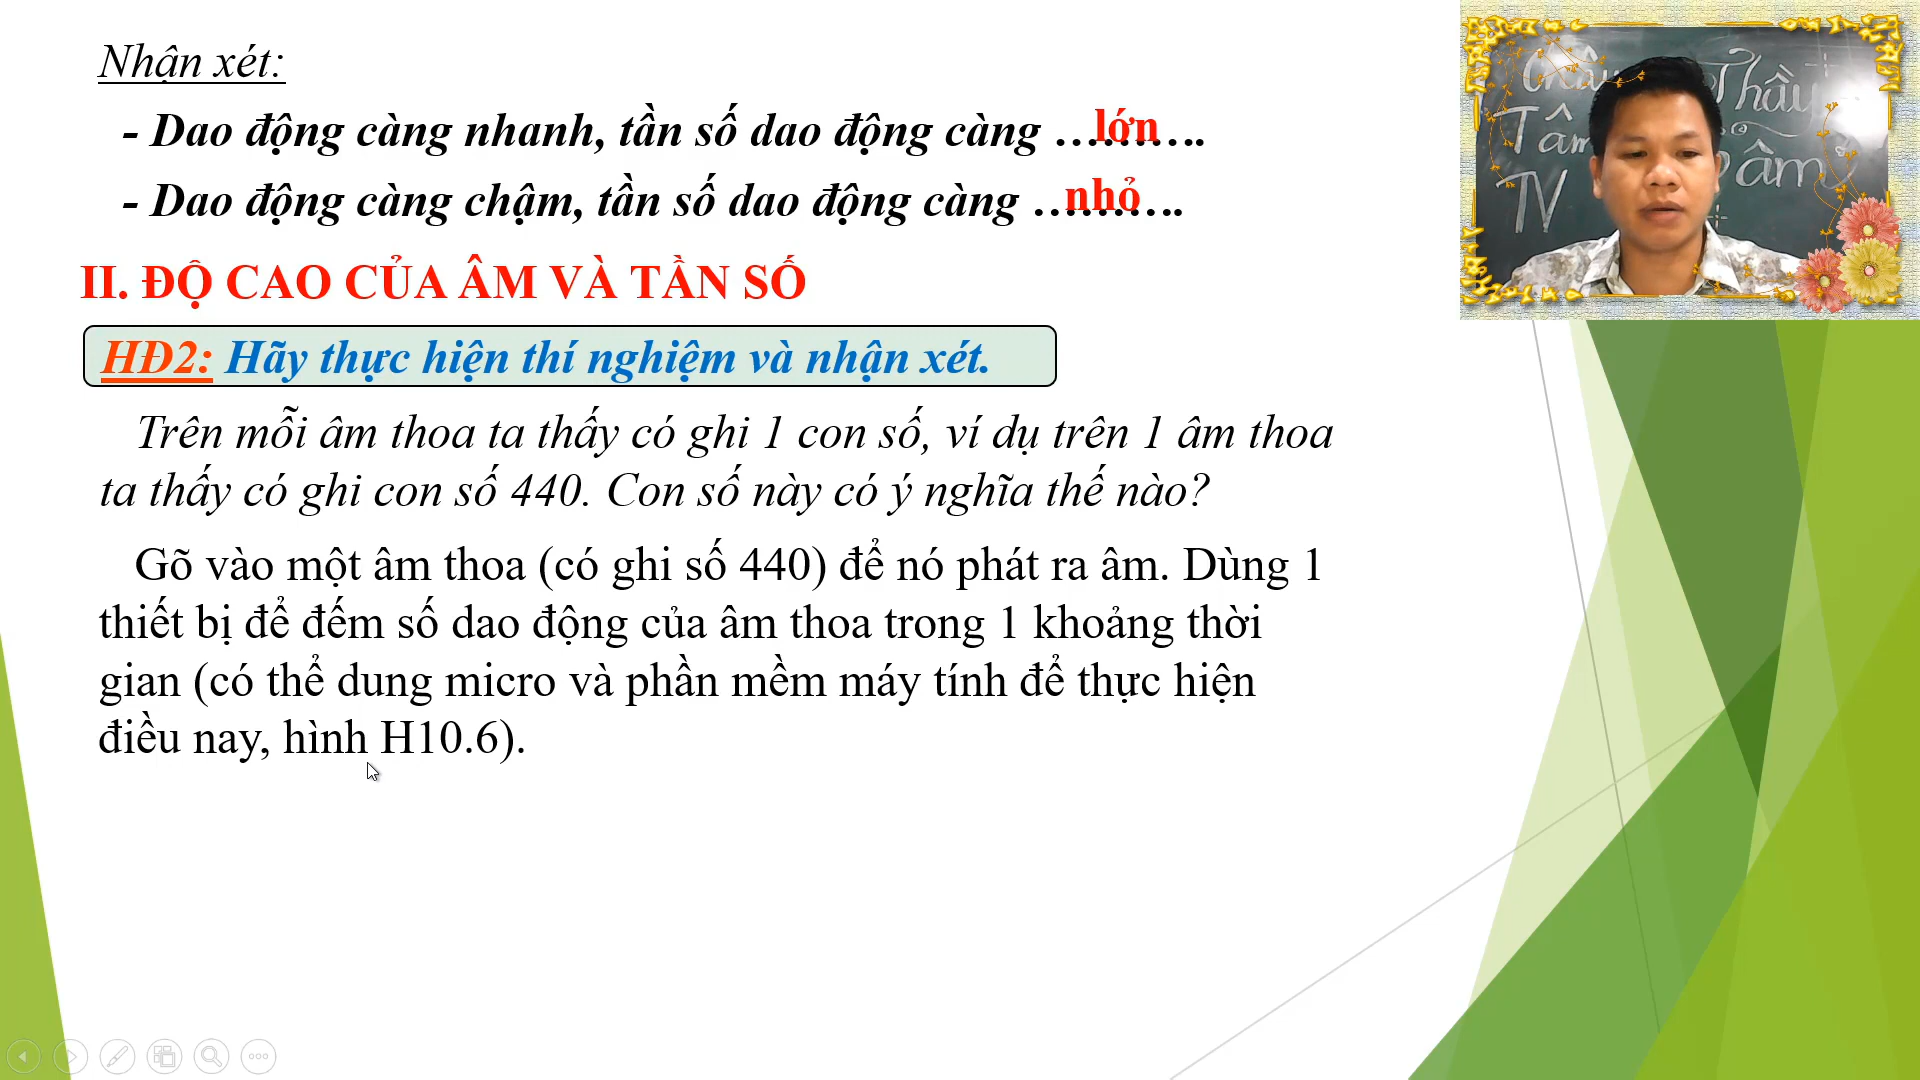 Nhận xét:
- Dao động càng nhanh, tần số dao động càng ……….
lớn
- Dao động càng chậm, tần số dao động càng ……….
nhỏ
II. ĐỘ CAO CỦA ÂM VÀ TẦN SỐ
HĐ2: Hãy thực hiện thí nghiệm và nhận xét.
Trên mỗi âm thoa ta thấy có ghi 1 con số, ví dụ trên 1 âm thoa
ta thấy có ghi con số 440. Con số này có ý nghĩa thế nào?
Gõ vào một âm thoa (có ghi số 440) để nó phát ra âm. Dùng 1
thiết bị để đếm số dao động của âm thoa trong 1 khoảng thời
gian (có thể dung micro và phần mềm máy tính để thực hiện
điều nay, hình H10.6).
Thầy
Tâm
TV